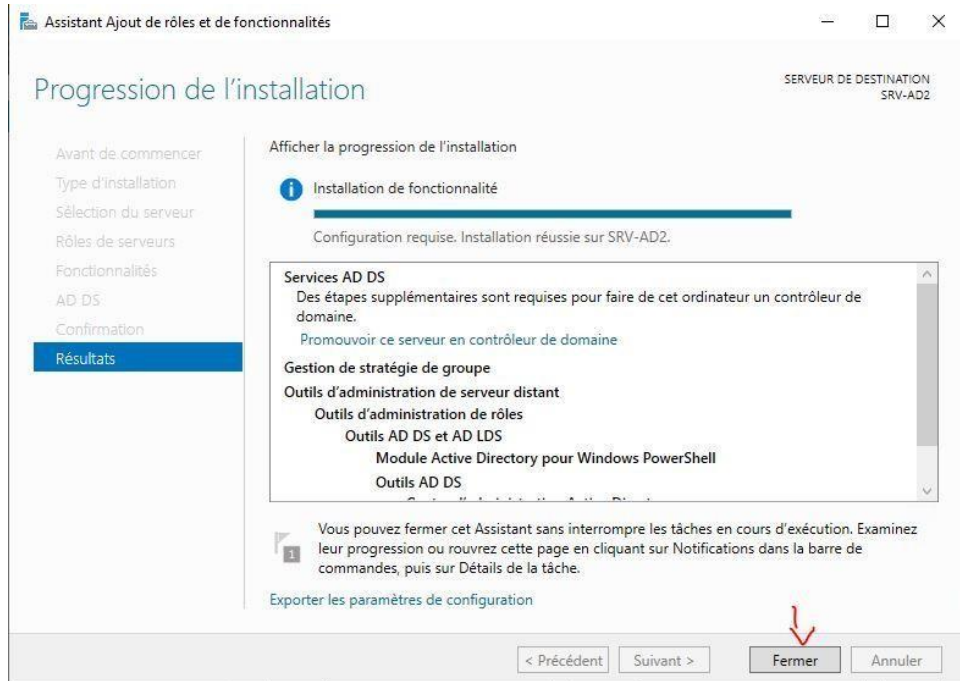 Assistant Ajout de rôles et de fonctionnalités
Progression de l'installation
SERVEUR DE DESTINATION
SRV-AD2
Avant de commencer
Type d'installation
Sélection du serveur
Rôles de serveurs
Fonctionnalités
AD DS
Confirmation
Résultats
Afficher la progression de l'installation
Installation de fonctionnalité
Configuration requise. Installation réussie sur SRV-AD2.
Services AD DS
Des étapes supplémentaires sont requises pour faire de cet ordinateur un contrôleur de
domaine.
Promouvoir ce serveur en contrôleur de domaine
Gestion de stratégie de groupe
Outils d'administration de serveur distant
Outils d'administration de rôles
Outils AD DS et AD LDS
Module Active Directory pour Windows PowerShell
Outils AD DS
1
Vous pouvez fermer cet Assistant sans interrompre les tâches en cours d'exécution. Examinez
leur progression ou rouvrez cette page en cliquant sur Notifications dans la barre de
commandes, puis sur Détails de la tâche.
Exporter les paramètres de configuration
< Précédent
Suivant >
Fermer
Annuler